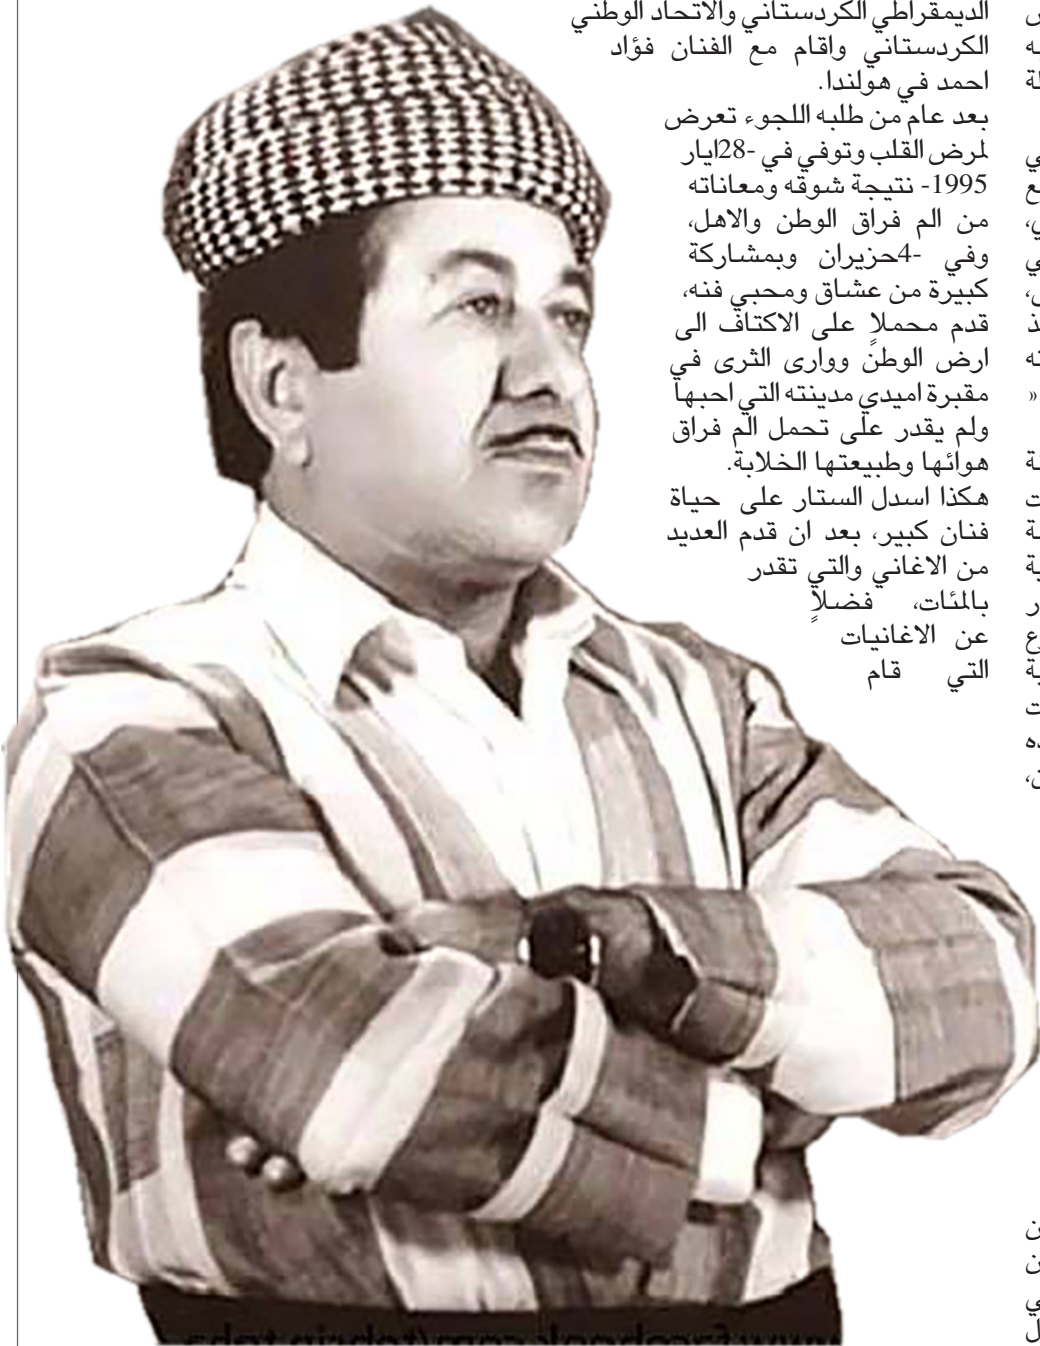 الديمقراطي الكردستاني والاتحاد الوطني
الكردستاني واقام مع الفنان فؤاد
احمد في هولندا.
بعد عام من طلبه اللجوء تعرض
لمرض القلب وتوفي في -28ايار
1995- نتيجة شوقه ومعاناته
من الم فراق الوطن والاهل،
وفي -4حزيران وبمشاركة
كبيرة من عشاق ومحبي فنه،
قدم محملاٍ على الاكتاف الى
ارض الوطن ووارى الثرى في
مقبرة اميدي مدينته التي احبها
ولم يقدر على تحمل الم فراق
هوائها وطبيعتها الخلابة.
هكذا اسدل الستار على حياة
فنان كبير، بعد ان قدم العديد
من الاغاني والتي تقدر
بالمئات، فضلاٍ
عن الاغانيات
التي قام